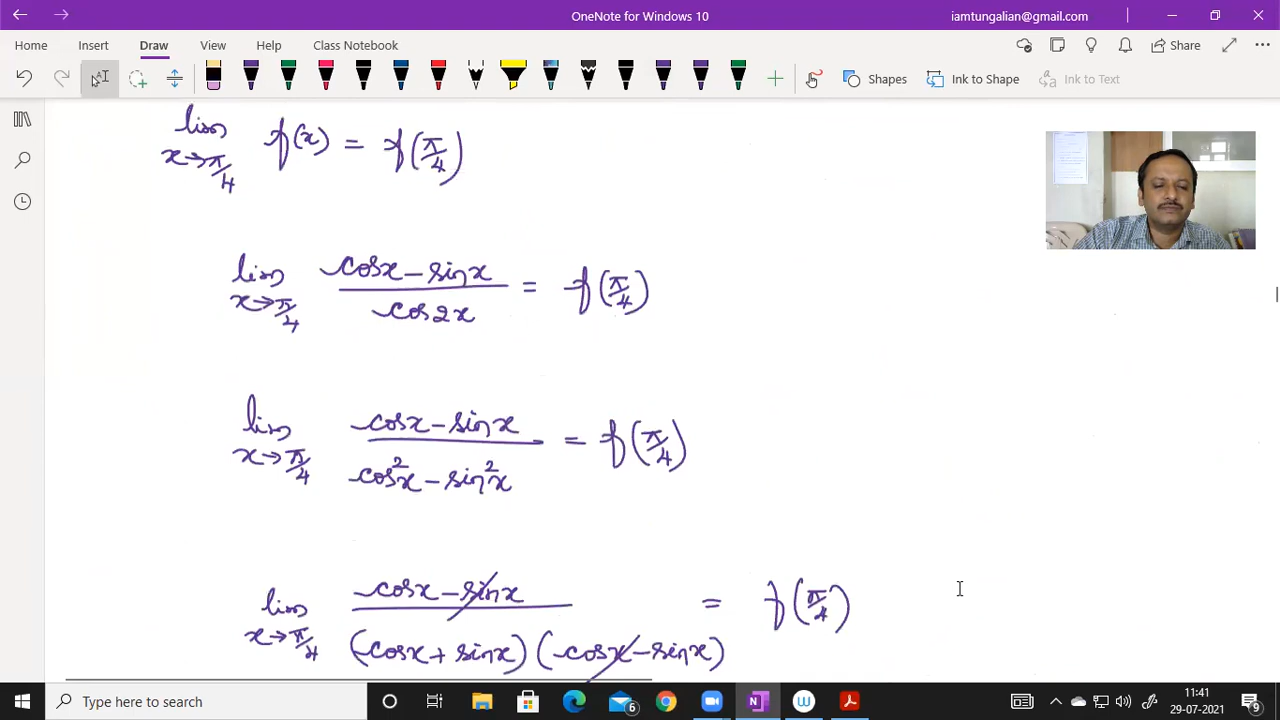 OneNote for Windows 10
iamtungalian@gmail.com
Home Insert Draw View Help Class Notebook
Share
Shapes
Ink to Shape
Ink to Text
lim x→π/4 f(x) = f(π/4)
lim x→π/4 cosx − sinx / cos2x = f(π/4)
lim x→π/4 cosx − sinx / cos²x − sin²x = f(π/4)
lim x→π/4 cosx − sinx / (cosx + sinx)(cosx − sinx) = f(π/4)
Type here to search
6
W
11:41
29-07-2021
9